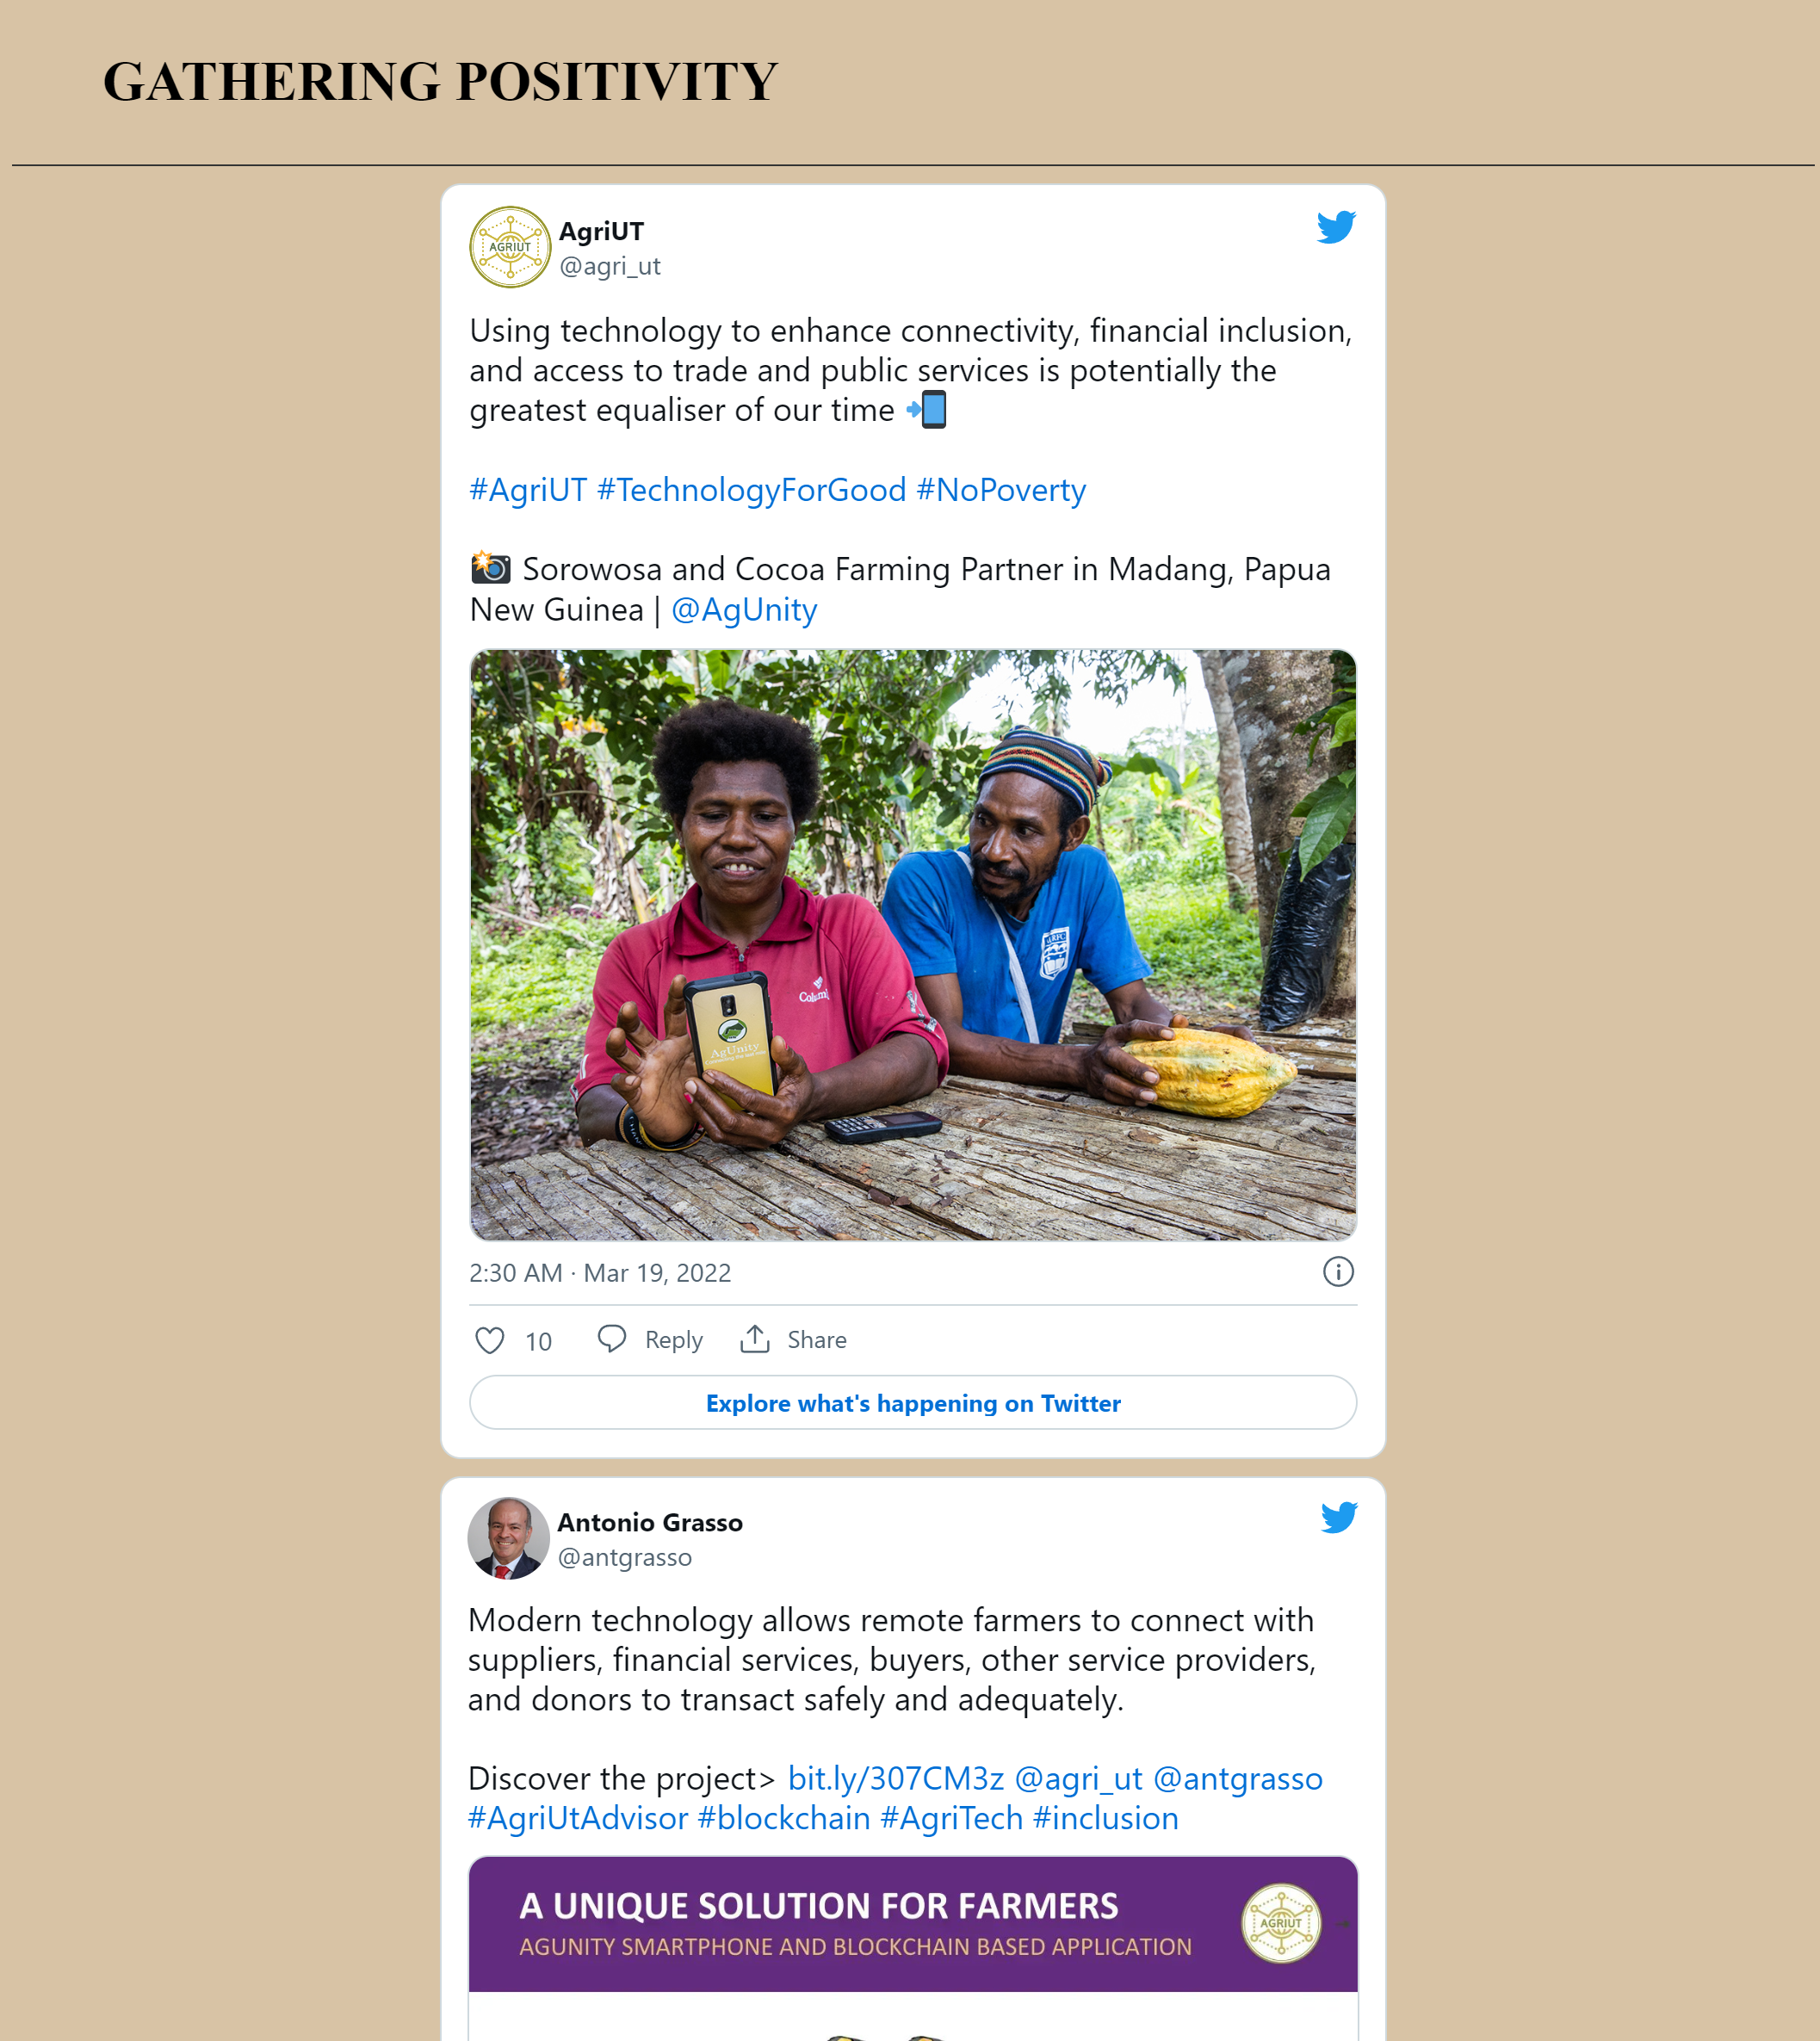 GATHERING POSITIVITY
AGRIUT
AgriUT
@agri_ut
Using technology to enhance connectivity, financial inclusion,
and access to trade and public services is potentially the
greatest equaliser of our time 📲
#AgriUT #TechnologyForGood #NoPoverty
📸 Sorowosa and Cocoa Farming Partner in Madang, Papua
New Guinea | @AgUnity
AgUnity
2:30 AM · Mar 19, 2022
10 Reply Share
Explore what's happening on Twitter
Antonio Grasso
@antgrasso
Modern technology allows remote farmers to connect with
suppliers, financial services, buyers, other service providers,
and donors to transact safely and adequately.
Discover the project> bit.ly/307CM3z @agri_ut @antgrasso
#AgriUtAdvisor #blockchain #AgriTech #inclusion
A UNIQUE SOLUTION FOR FARMERS
AGUNITY SMARTPHONE AND BLOCKCHAIN BASED APPLICATION
AGRIUT